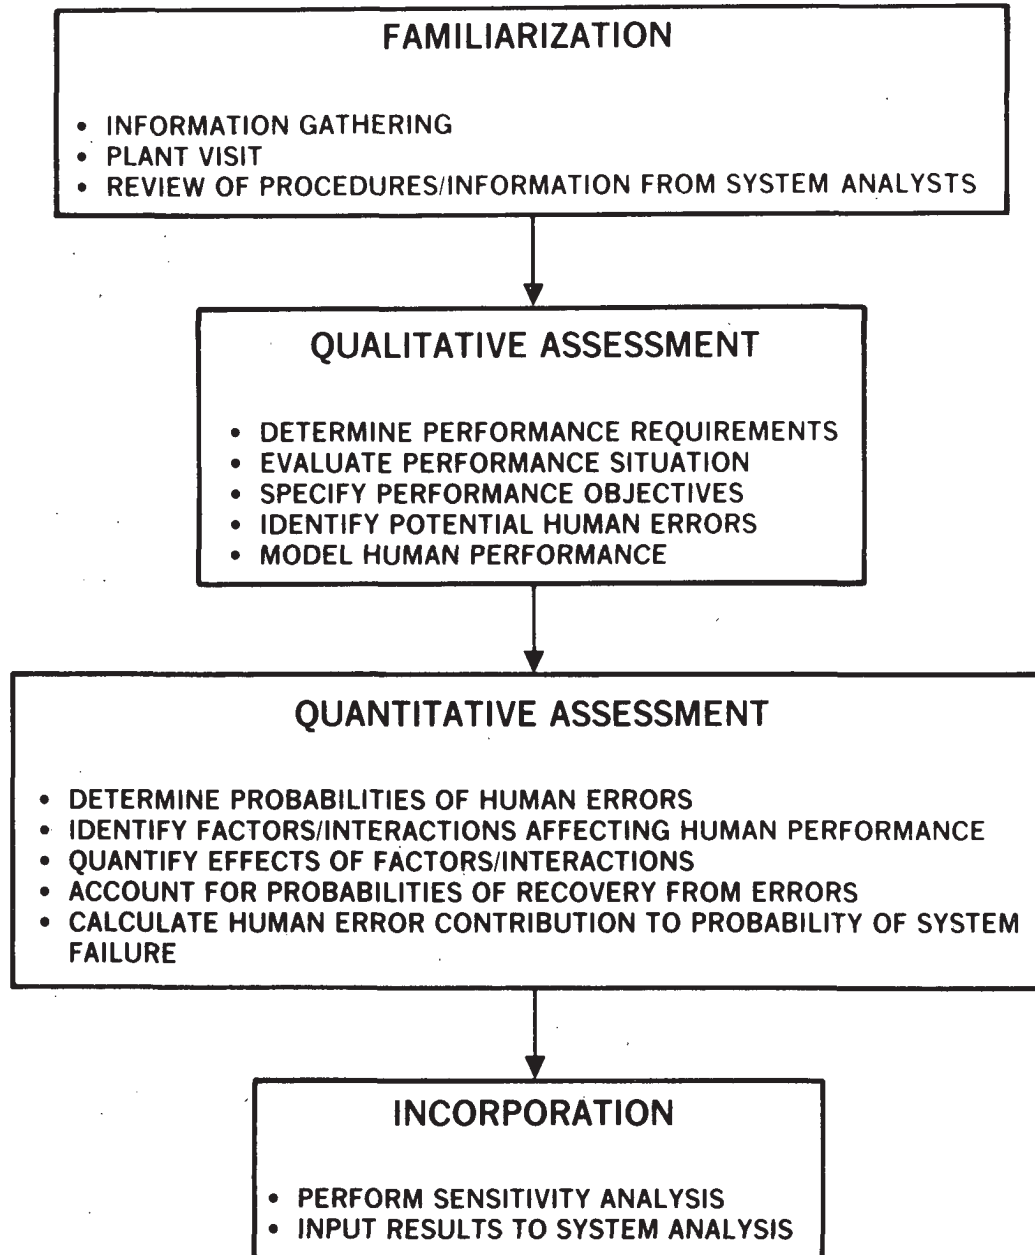 FAMILIARIZATION
• INFORMATION GATHERING
• PLANT VISIT
• REVIEW OF PROCEDURES/INFORMATION FROM SYSTEM ANALYSTS
QUALITATIVE ASSESSMENT
• DETERMINE PERFORMANCE REQUIREMENTS
• EVALUATE PERFORMANCE SITUATION
• SPECIFY PERFORMANCE OBJECTIVES
• IDENTIFY POTENTIAL HUMAN ERRORS
• MODEL HUMAN PERFORMANCE
QUANTITATIVE ASSESSMENT
• DETERMINE PROBABILITIES OF HUMAN ERRORS
• IDENTIFY FACTORS/INTERACTIONS AFFECTING HUMAN PERFORMANCE
• QUANTIFY EFFECTS OF FACTORS/INTERACTIONS
• ACCOUNT FOR PROBABILITIES OF RECOVERY FROM ERRORS
• CALCULATE HUMAN ERROR CONTRIBUTION TO PROBABILITY OF SYSTEM
FAILURE
INCORPORATION
• PERFORM SENSITIVITY ANALYSIS
• INPUT RESULTS TO SYSTEM ANALYSIS